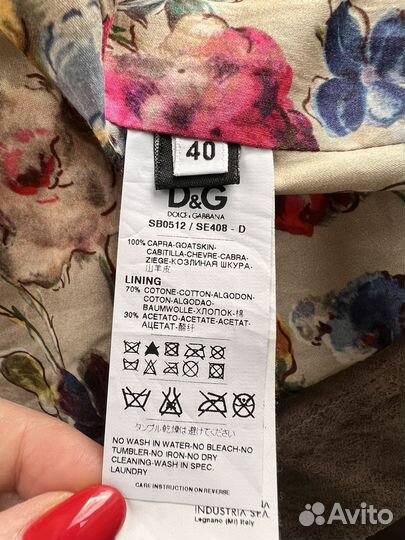 40
D&G
DOLCE & GABBANA
SB0512 / SE408 - D
100% CAPRA-GOATSKIN-
CABITILLA-CHEVRE-CABRA-
ZIEGE-КОЗЛИНАЯ ШКУРА-
山羊皮
LINING
70% COTONE-COTTON-ALGODON-
COTON-ALGODAO-
BAUMWOLLE-ХЛОПОК-棉
30% ACETATO-ACETATE-ACETAT-
АЦЕТАТ-醋纤
タンブル乾燥は避けてください
NO WASH IN WATER-NO BLEACH-NO
TUMBLER-NO IRON-NO DRY
CLEANING-WASH IN SPEC.
LAUNDRY
CARE INSTRUCTION ON REVERSE
INDUSTRIA SPA
Legnano (MI) Italy
Avito